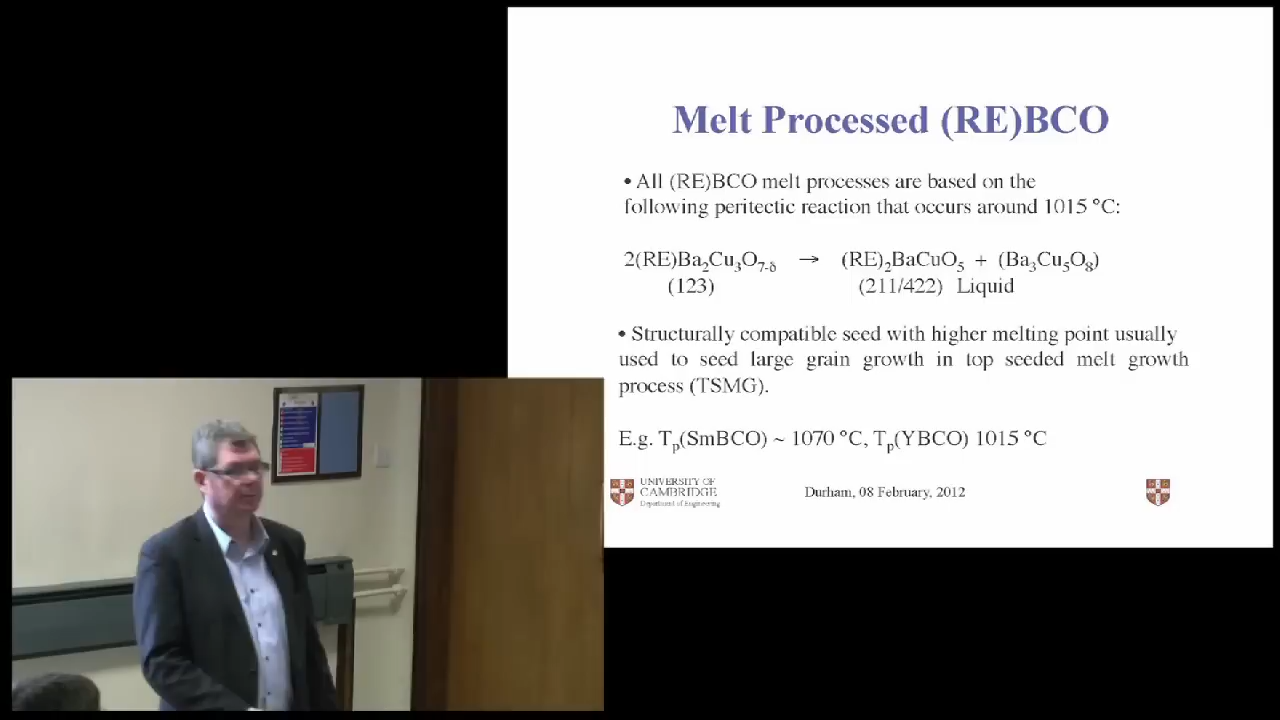 Melt Processed (RE)BCO
• All (RE)BCO melt processes are based on the
following peritectic reaction that occurs around 1015 °C:
2(RE)Ba₂Cu₃O₇₋δ → (RE)₂BaCuO₅ + (Ba₃Cu₅O₈)
(123) (211/422) Liquid
• Structurally compatible seed with higher melting point usually
used to seed large grain growth in top seeded melt growth
process (TSMG).
E.g. Tₚ(SmBCO) ~ 1070 °C, Tₚ(YBCO) 1015 °C
UNIVERSITY OF
CAMBRIDGE
Department of Engineering
Durham, 08 February, 2012